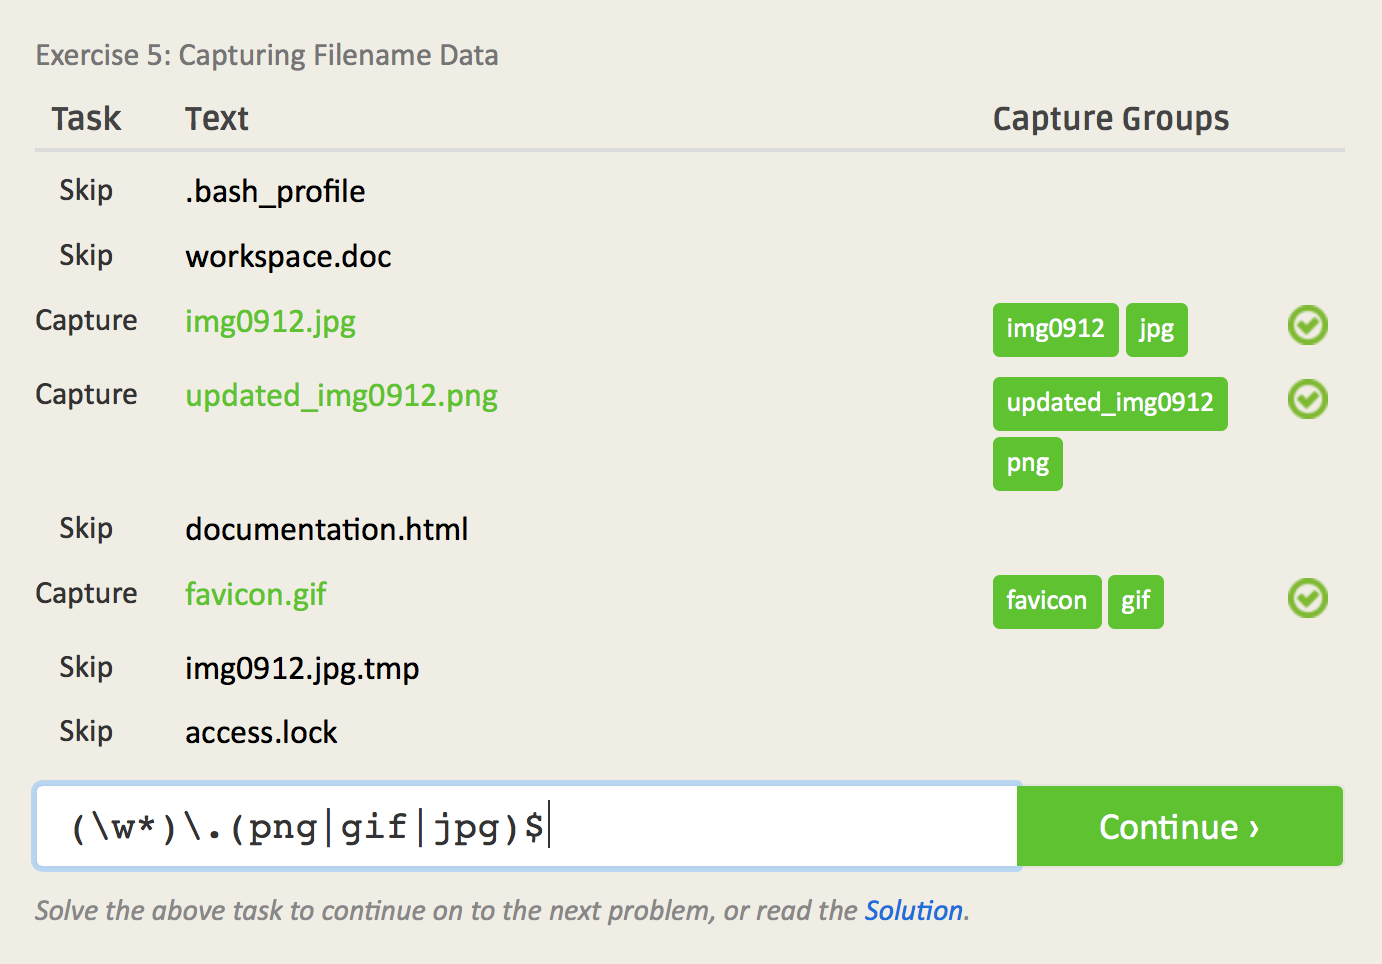 Exercise 5: Capturing Filename Data
Task Text Capture Groups
Skip .bash_profile
Skip workspace.doc
Capture img0912.jpg img0912 jpg
Capture updated_img0912.png updated_img0912
png
Skip documentation.html
Capture favicon.gif favicon gif
Skip img0912.jpg.tmp
Skip access.lock
(\w*)\.(png|gif|jpg)$ Continue ›
Solve the above task to continue on to the next problem, or read the Solution.